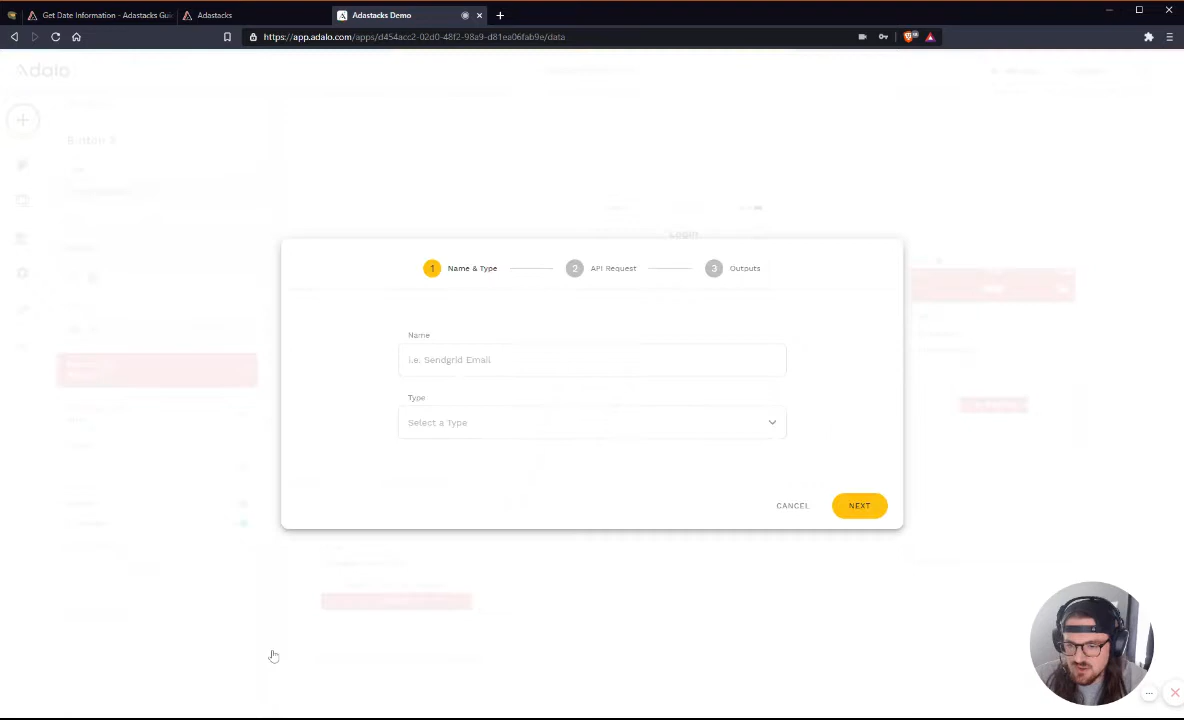 Get Date Information - Adastacks Gui
Adastacks
Adastacks Demo
https://app.adalo.com/apps/d454acc2-02d0-48f2-98a9-d81ea06fab9e/data
Adalo
Button 3
Login
1 Name & Type
2 API Request
3 Outputs
Name
i.e. Sendgrid Email
Type
Select a Type
CANCEL
NEXT